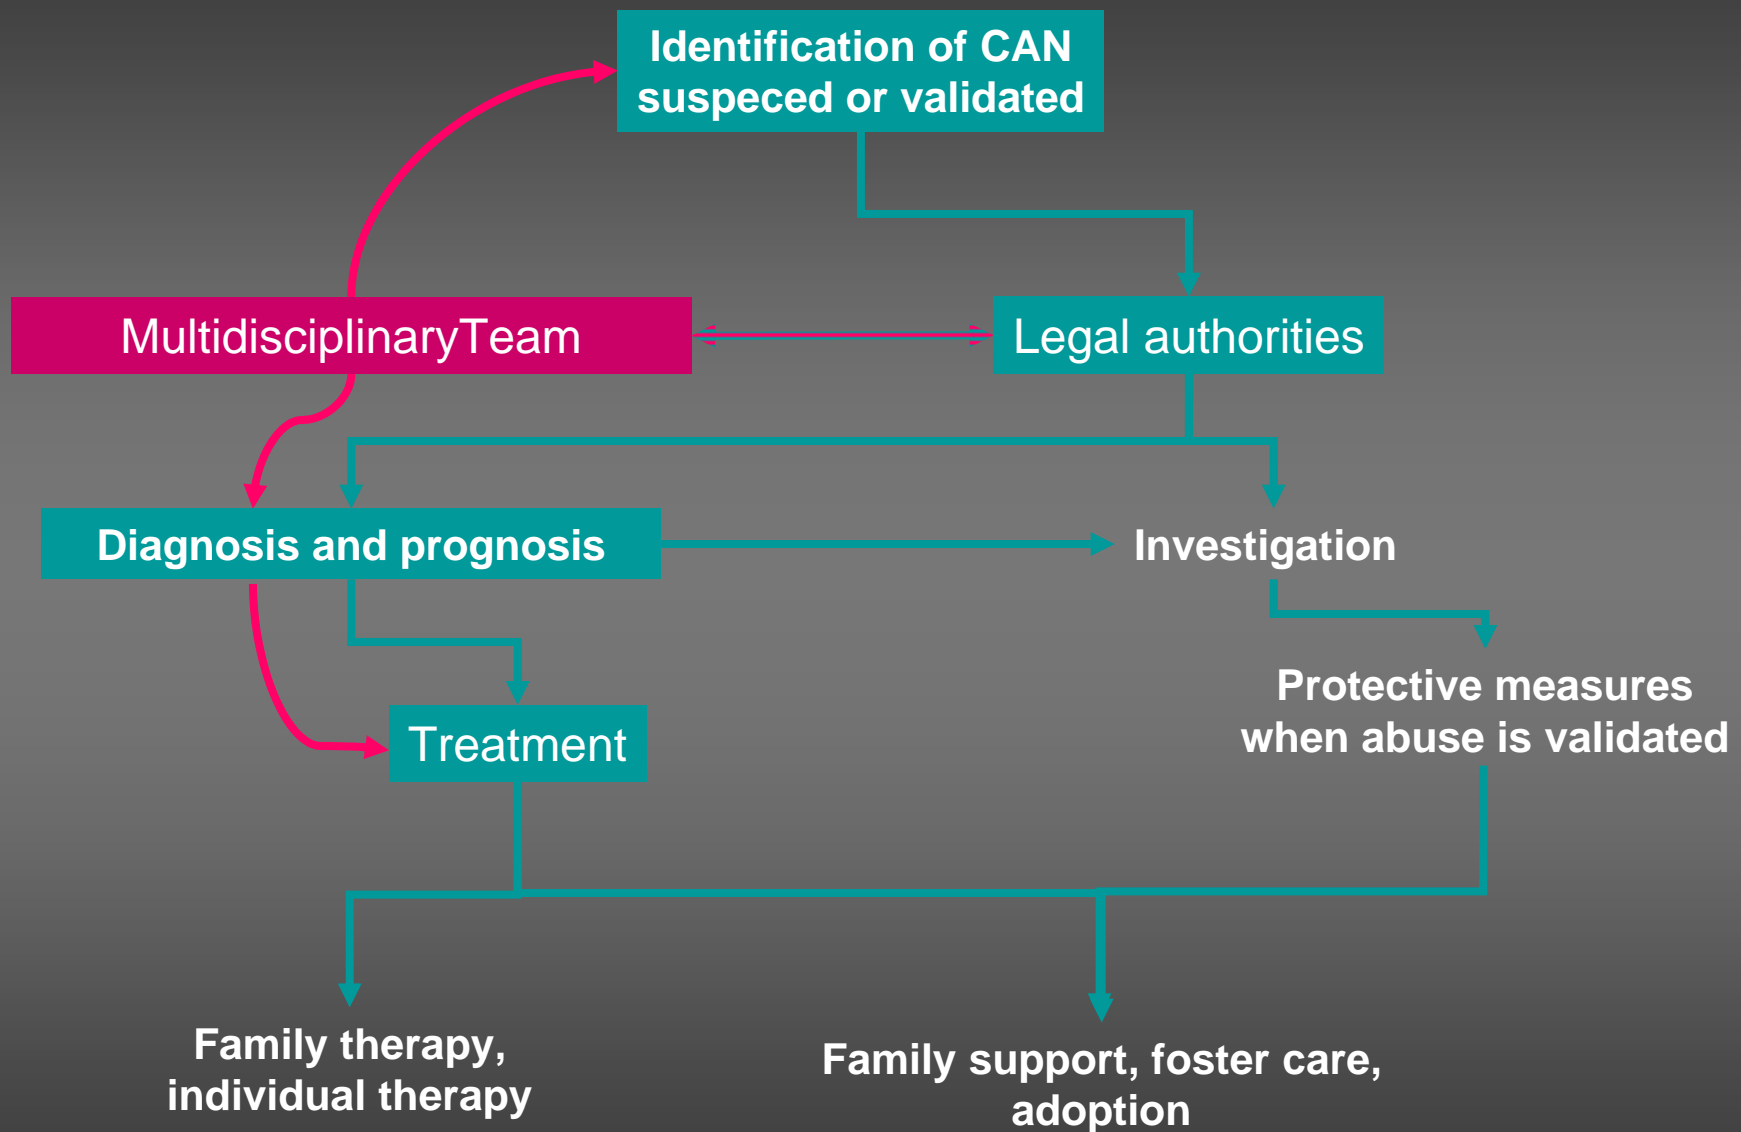 Identification of CAN
suspeced or validated
MultidisciplinaryTeam
Legal authorities
Diagnosis and prognosis
Investigation
Protective measures
when abuse is validated
Treatment
Family therapy,
individual therapy
Family support, foster care,
adoption